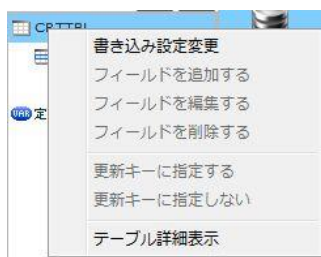 CRTTBL
書き込み設定変更
フィールドを追加する
フィールドを編集する
フィールドを削除する
VAR 定
更新キーに指定する
更新キーに指定しない
テーブル詳細表示